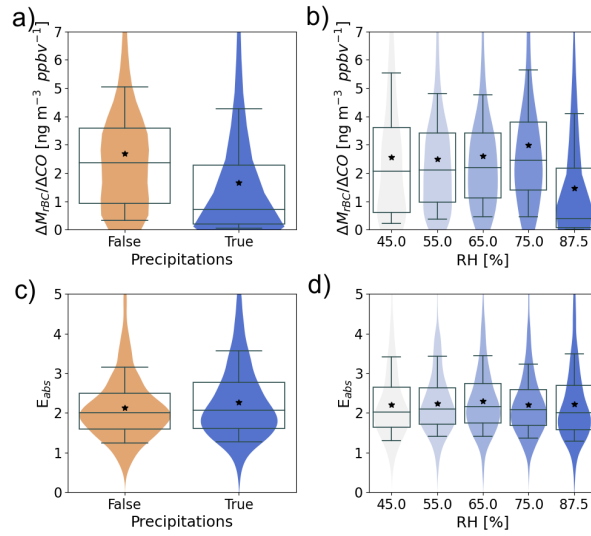 a)
ΔM_rBC/ΔCO [ng m⁻³ ppbv⁻¹]
7
6
5
4
3
2
1
0
False True
Precipitations
b)
ΔM_rBC/ΔCO [ng m⁻³ ppbv⁻¹]
7
6
5
4
3
2
1
0
45.0 55.0 65.0 75.0 87.5
RH [%]
c)
E_abs
5
4
3
2
1
0
False True
Precipitations
d)
E_abs
5
4
3
2
1
0
45.0 55.0 65.0 75.0 87.5
RH [%]